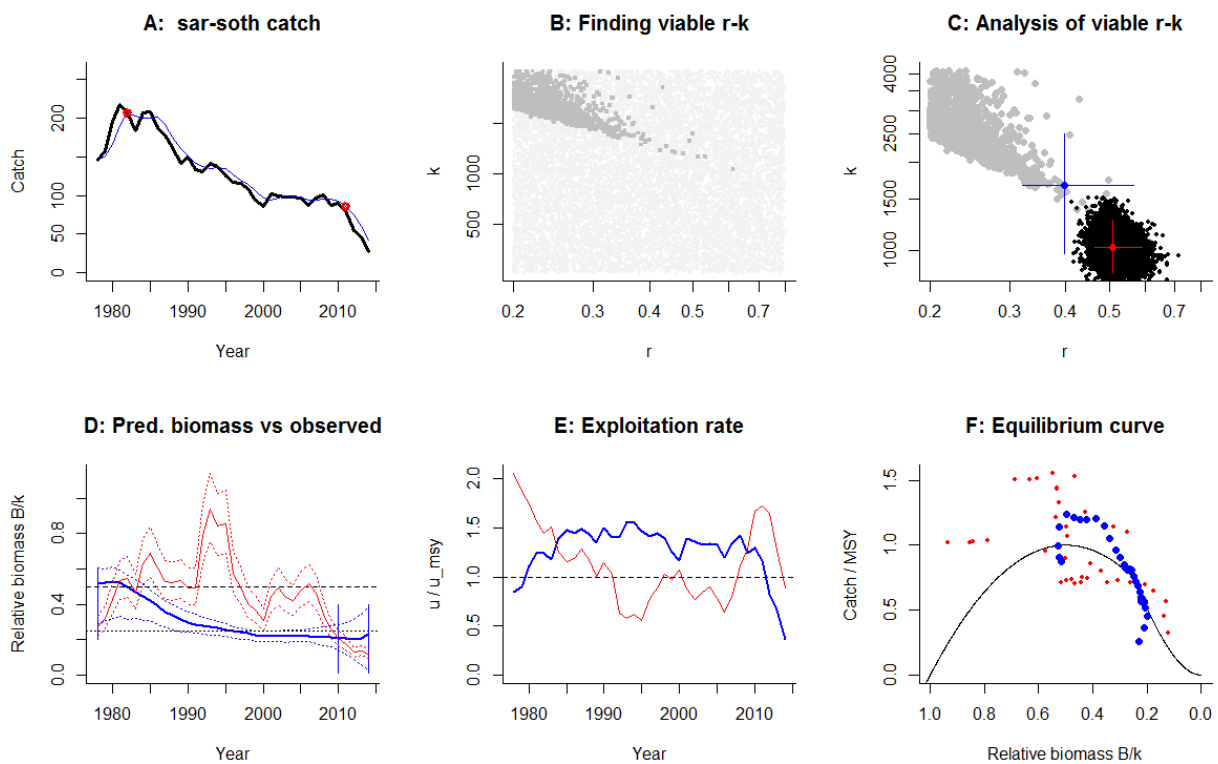 A: sar-soth catch
Catch
0 50 100 200
1980 1990 2000 2010
Year
B: Finding viable r-k
k
500 1000
0.2 0.3 0.4 0.5 0.7
r
C: Analysis of viable r-k
k
1000 1500 2500 4000
0.2 0.3 0.4 0.5 0.7
r
D: Pred. biomass vs observed
Relative biomass B/k
0.0 0.4 0.8
1980 1990 2000 2010
Year
E: Exploitation rate
u / u_msy
0.0 0.5 1.0 1.5 2.0
1980 1990 2000 2010
Year
F: Equilibrium curve
Catch / MSY
0.0 0.5 1.0 1.5
1.0 0.8 0.6 0.4 0.2 0.0
Relative biomass B/k